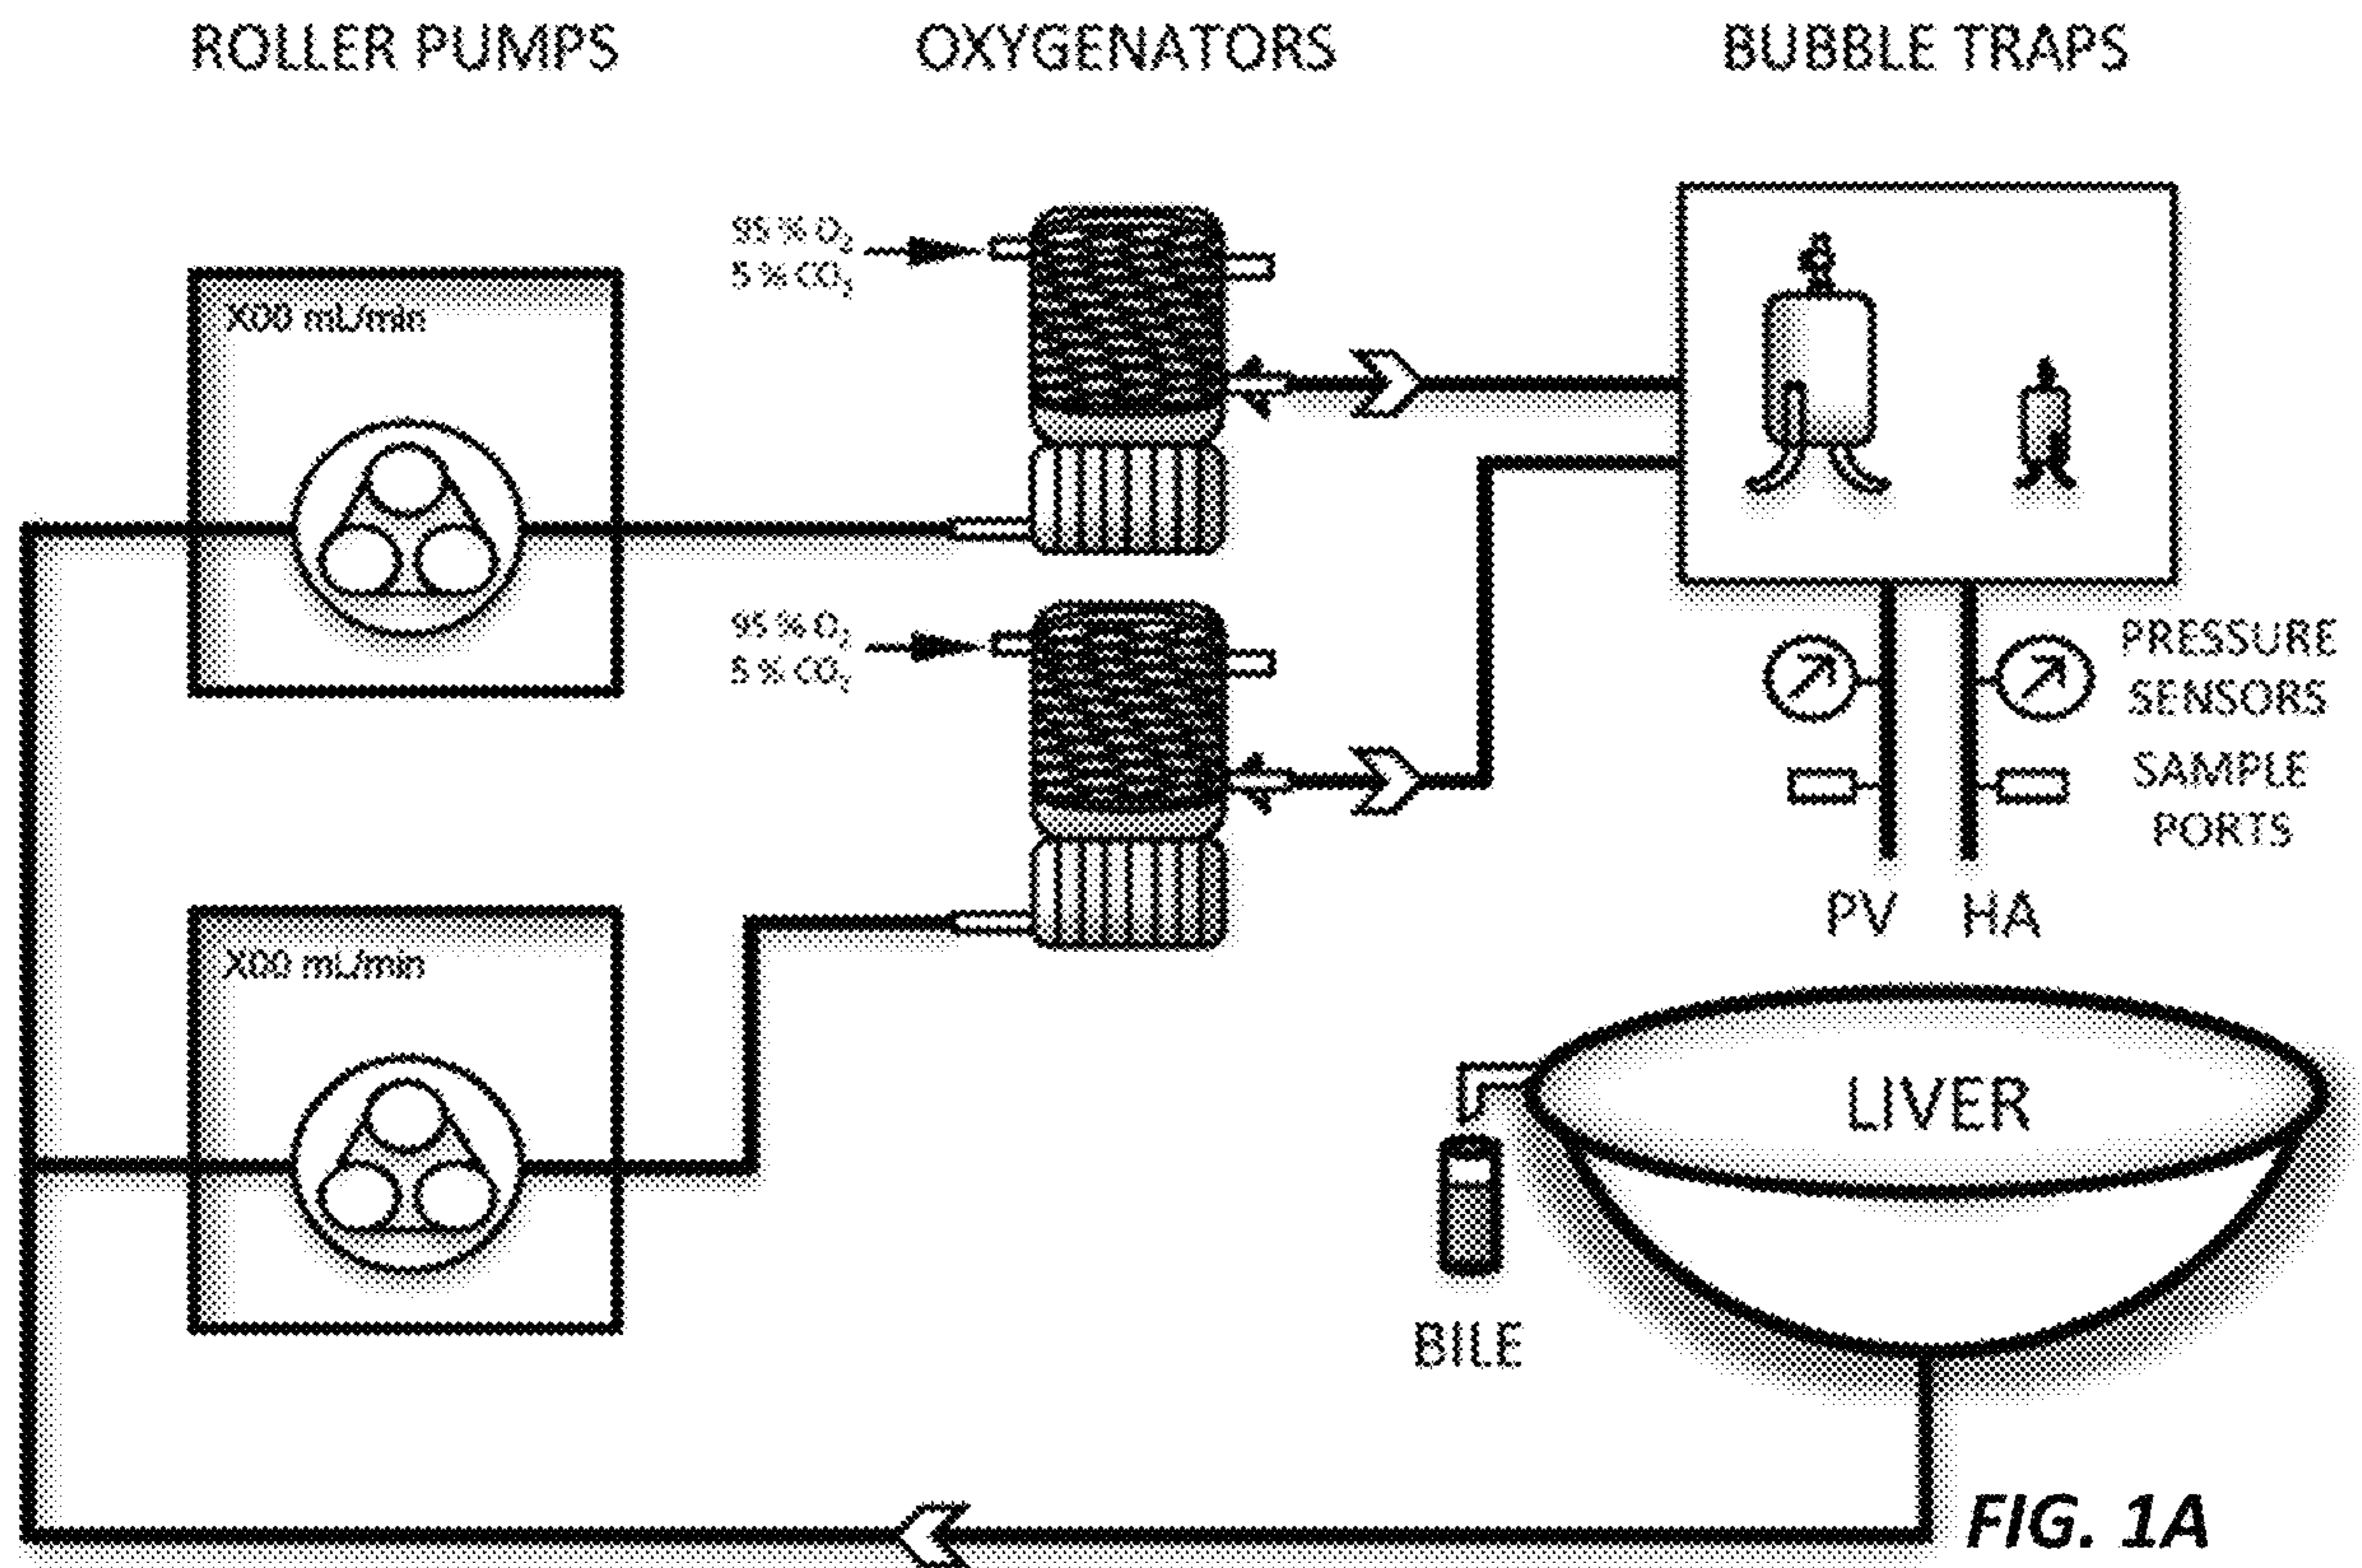 ROLLER PUMPS
OXYGENATORS
BUBBLE TRAPS
95 % O₂
5 % CO₂
X00 mL/min
95 % O₂
5 % CO₂
PRESSURE
SENSORS
SAMPLE
PORTS
PV
HA
X00 mL/min
LIVER
BILE
FIG. 1A